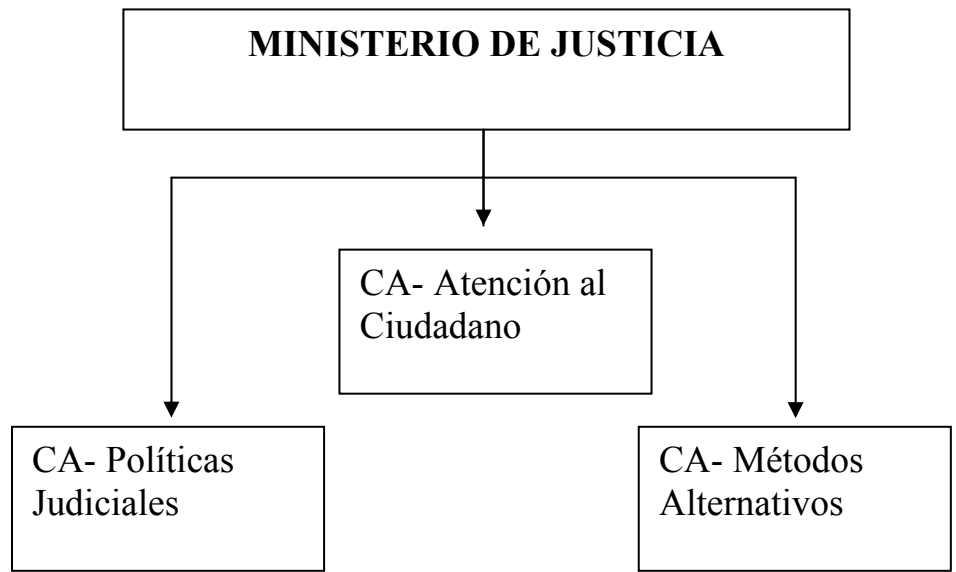 MINISTERIO DE JUSTICIA
CA- Atención al
Ciudadano
CA- Políticas
Judiciales
CA- Métodos
Alternativos